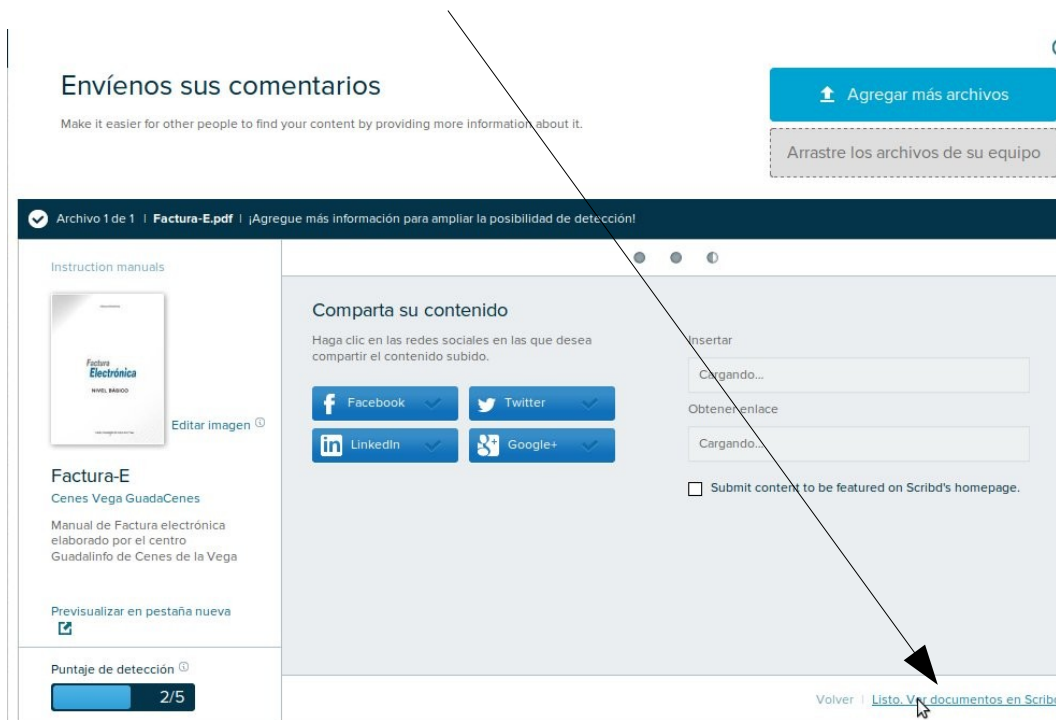 Envíenos sus comentarios
Make it easier for other people to find your content by providing more information about it.
Agregar más archivos
Arrastre los archivos de su equipo
Archivo 1 de 1 | Factura-E.pdf | ¡Agregue más información para ampliar la posibilidad de detección!
Instruction manuals
Factura
Electrónica
NIVEL BÁSICO
Editar imagen
Factura-E
Cenes Vega GuadaCenes
Manual de Factura electrónica
elaborado por el centro
Guadalinfo de Cenes de la Vega
Previsualizar en pestaña nueva
Puntaje de detección
2/5
Comparta su contenido
Haga clic en las redes sociales en las que desea
compartir el contenido subido.
Facebook
Twitter
LinkedIn
Google+
Insertar
Cargando...
Obtener enlace
Cargando...
Submit content to be featured on Scribd's homepage.
Volver | Listo. Ver documentos en Scribd